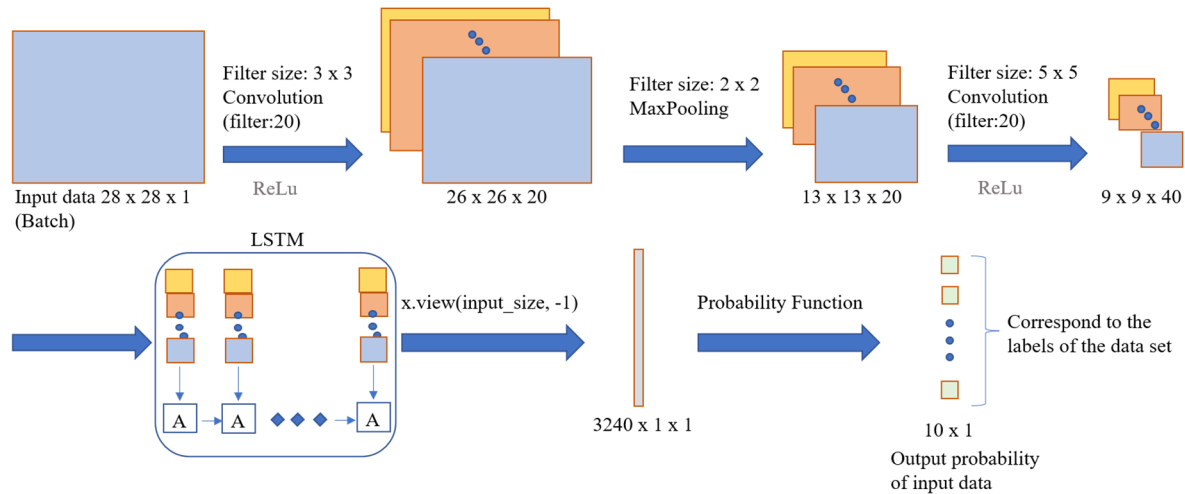 Filter size: 3 x 3
Convolution
(filter:20)
ReLu
Input data 28 x 28 x 1
(Batch)
26 x 26 x 20
Filter size: 2 x 2
MaxPooling
13 x 13 x 20
Filter size: 5 x 5
Convolution
(filter:20)
ReLu
9 x 9 x 40
LSTM
A
A
A
x.view(input_size, -1)
3240 x 1 x 1
Probability Function
Correspond to the
labels of the data set
10 x 1
Output probability
of input data